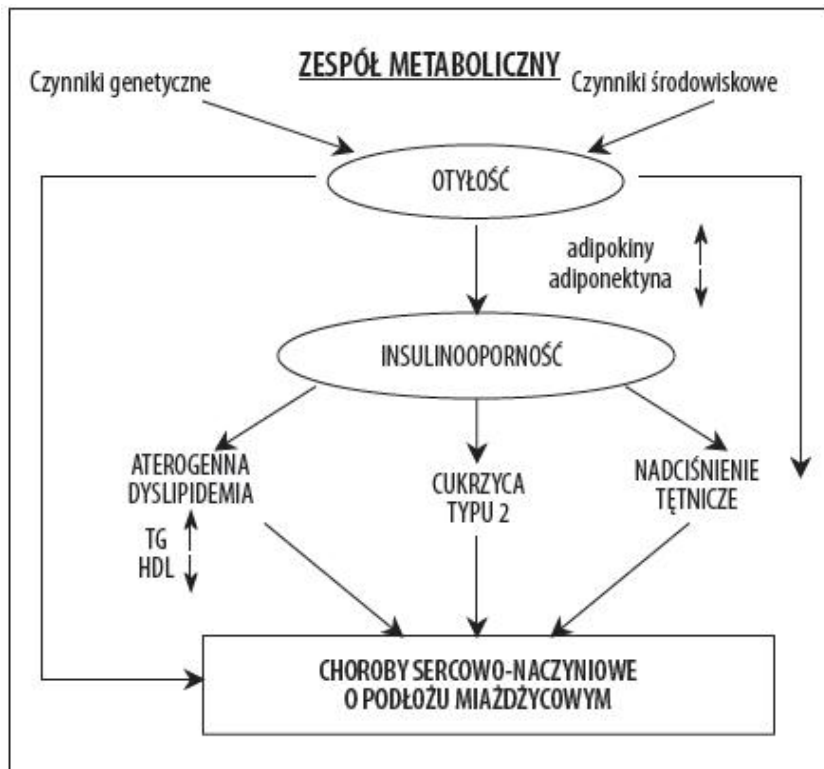 ZESPÓŁ METABOLICZNY
Czynniki genetyczne
Czynniki środowiskowe
OTYŁOŚĆ
adipokiny
adiponektyna
INSULINOOPORNOŚĆ
ATEROGENNA
DYSLIPIDEMIA
TG
HDL
CUKRZYCA
TYPU 2
NADCIŚNIENIE
TĘTNICZE
CHOROBY SERCOWO-NACZYNIOWE
O PODŁOŻU MIAŻDŻYCOWYM